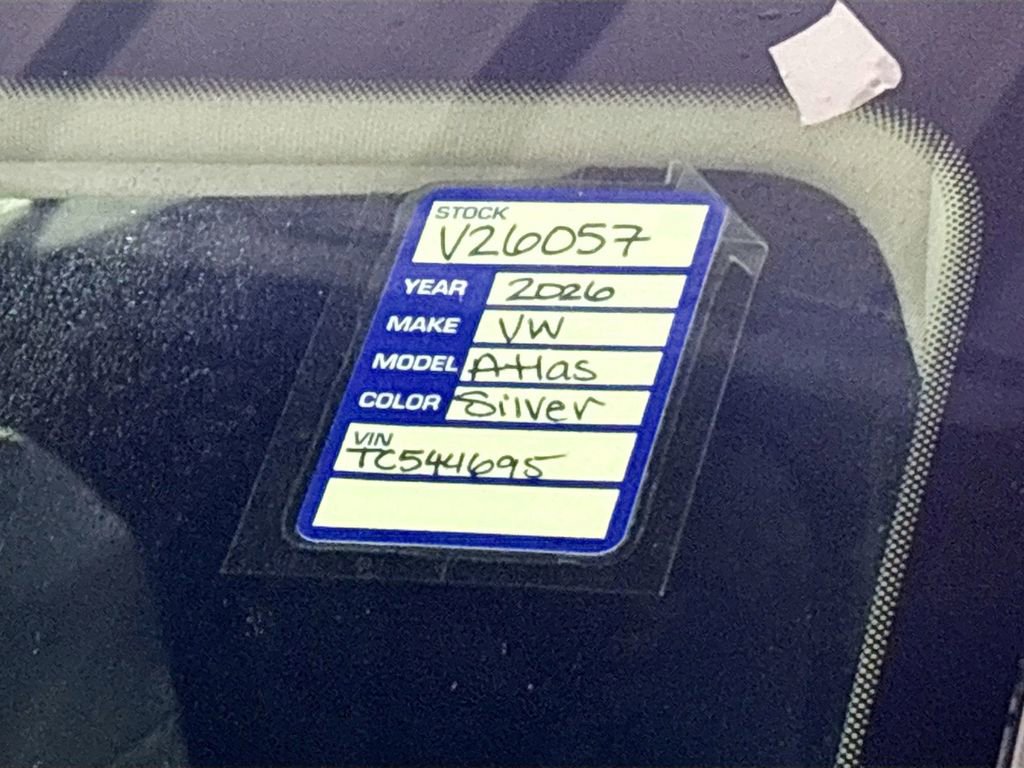 STOCK
V26057
YEAR 2026
MAKE VW
MODEL Atlas
COLOR Silver
VIN
TC544695